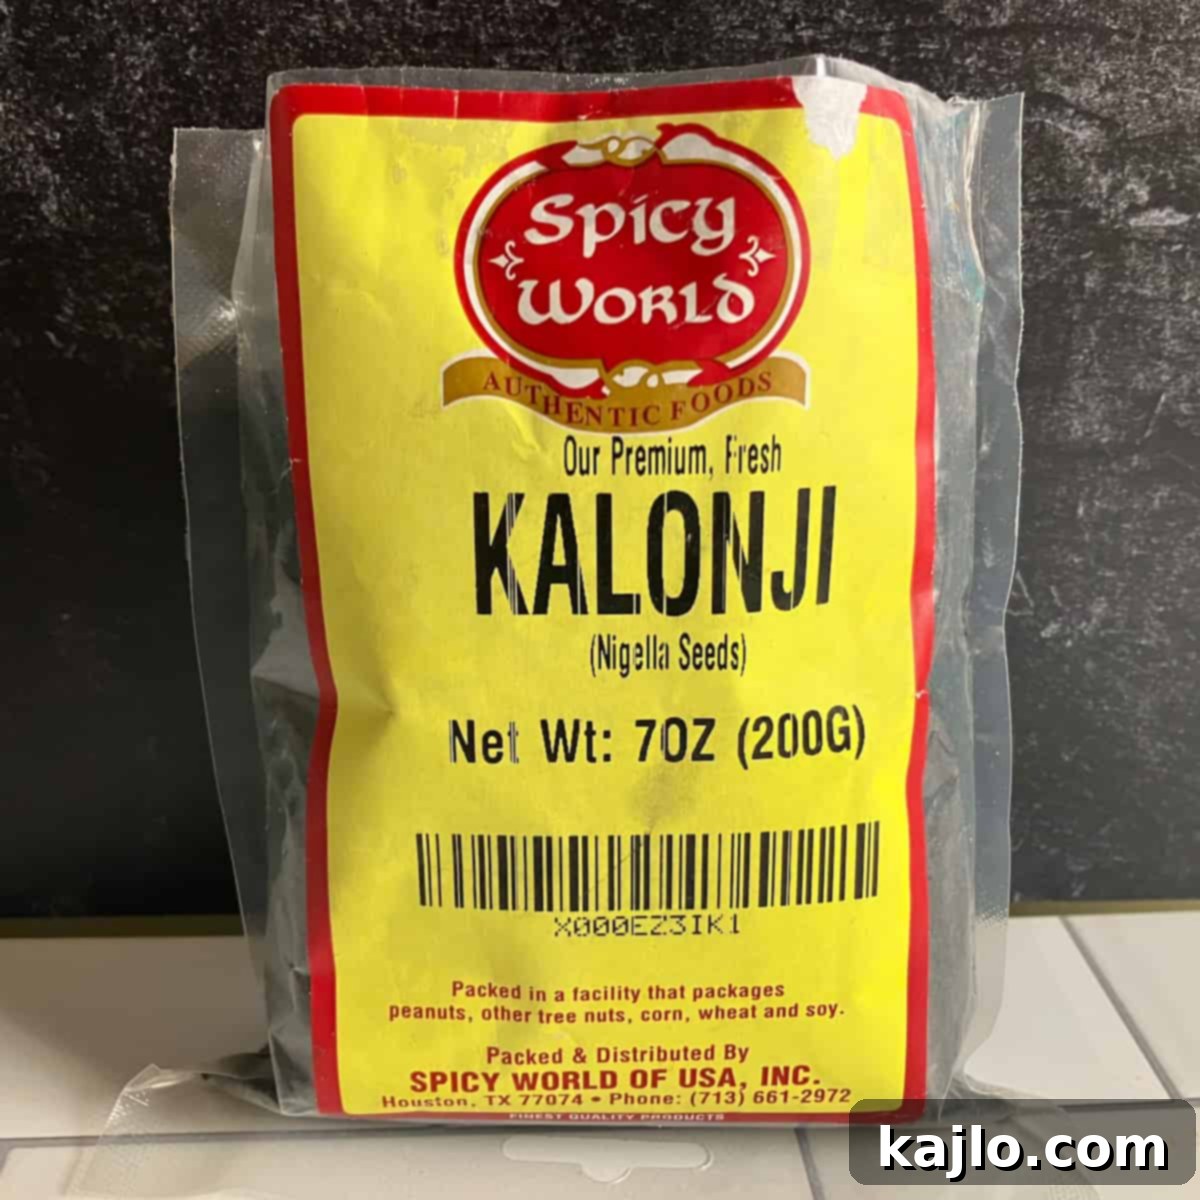 Spicy
World
AUTHENTIC FOODS
Our Premium, Fresh
KALONJI
(Nigella Seeds)
Net Wt: 7OZ (200G)
X000EZ3IK1
Packed in a facility that packages
peanuts, other tree nuts, corn, wheat and soy.
Packed & Distributed By
SPICY WORLD OF USA, INC.
Houston, TX 77074 • Phone: (713) 661-2972
FINEST QUALITY PRODUCTS
kajlo.com